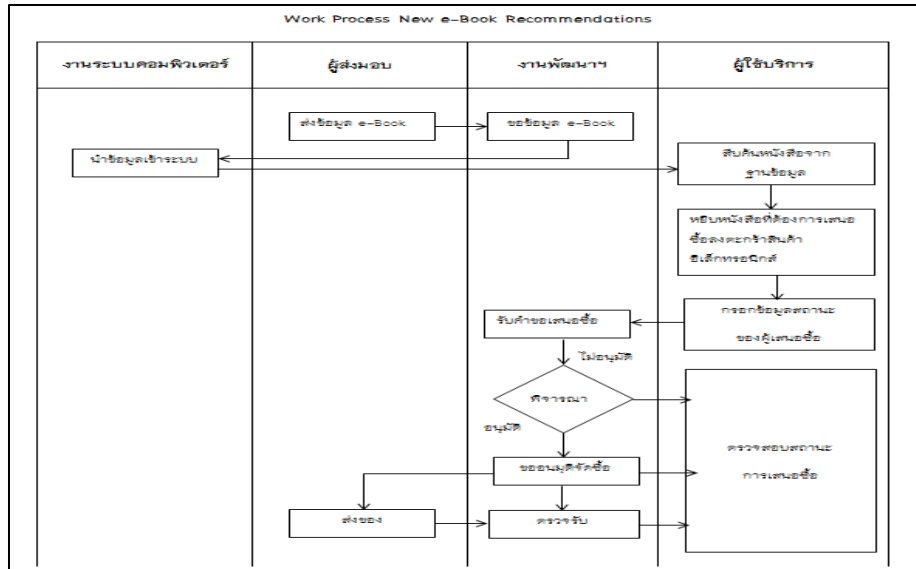 Work Process New e-Book Recommendations
งานระบบคอมพิวเตอร์
ผู้ส่งมอบ
งานพัฒนาฯ
ผู้ใช้บริการ
ส่งข้อมูล e-Book
ขอข้อมูล e-Book
นำข้อมูลเข้าระบบ
สืบค้นหนังสือจาก
ฐานข้อมูล
หยิบหนังสือที่ต้องการเสนอ
ซื้อลงตะกร้าสินค้า
อิเล็กทรอนิกส์
รับคำขอเสนอซื้อ
กรอกข้อมูลสถานะ
ของผู้เสนอซื้อ
ไม่อนุมัติ
พิจารณา
อนุมัติ
ขออนุมัติจัดซื้อ
ตรวจสอบสถานะ
การเสนอซื้อ
ส่งของ
ตรวจรับ